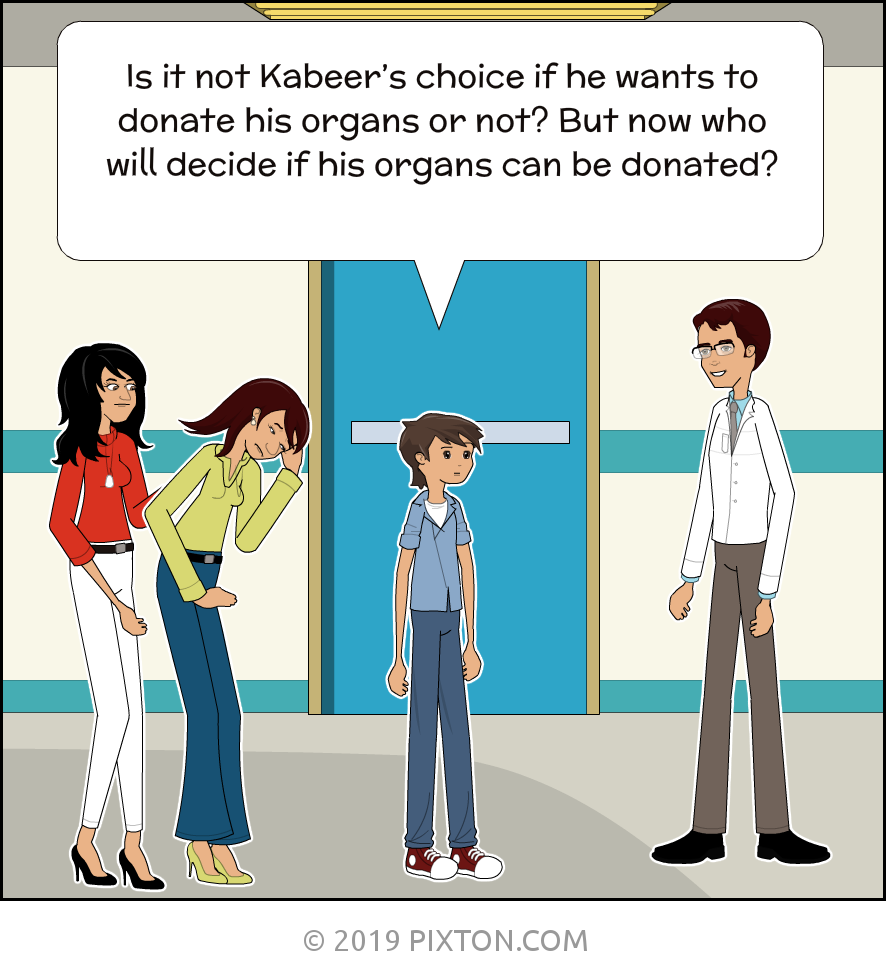 Is it not Kabeer's choice if he wants to
donate his organs or not? But now who
will decide if his organs can be donated?
© 2019 PIXTON.COM